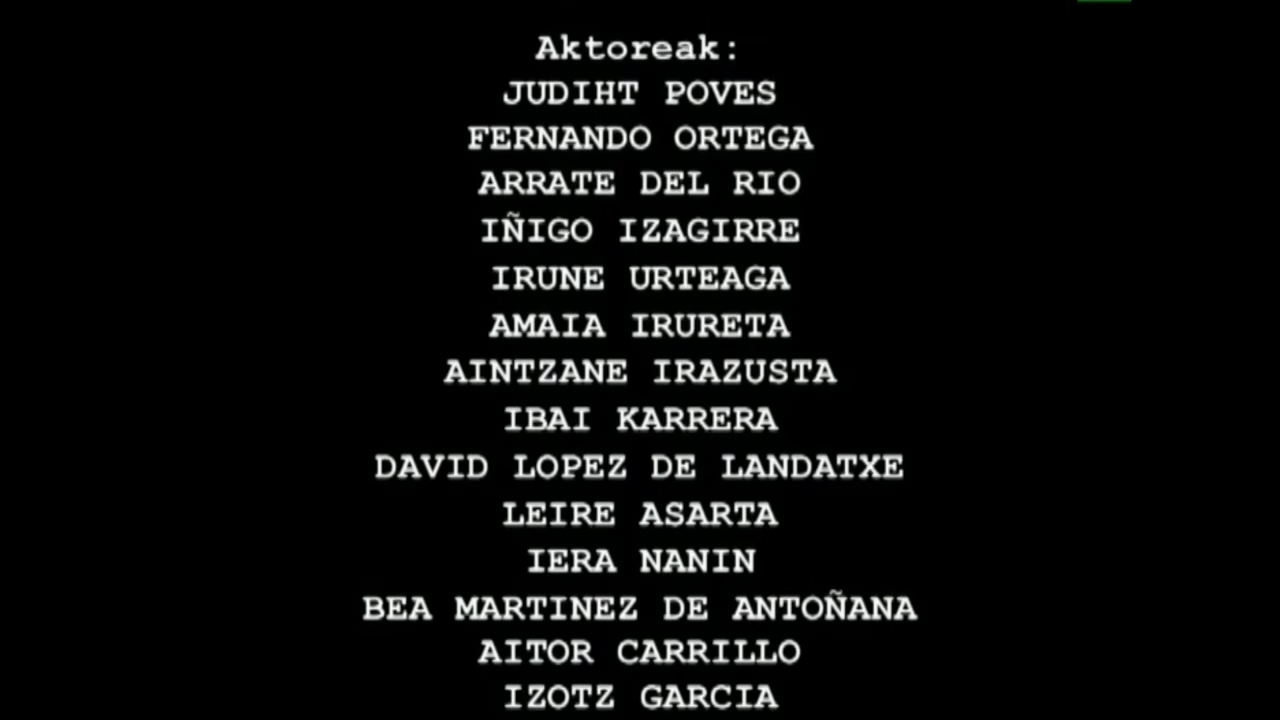 Aktoreak:
JUDIHT POVES
FERNANDO ORTEGA
ARRATE DEL RIO
IÑIGO IZAGIRRE
IRUNE URTEAGA
AMAIA IRURETA
AINTZANE IRAZUSTA
IBAI KARRERA
DAVID LOPEZ DE LANDATXE
LEIRE ASARTA
IERA NANIN
BEA MARTINEZ DE ANTOÑANA
AITOR CARRILLO
IZOTZ GARCIA